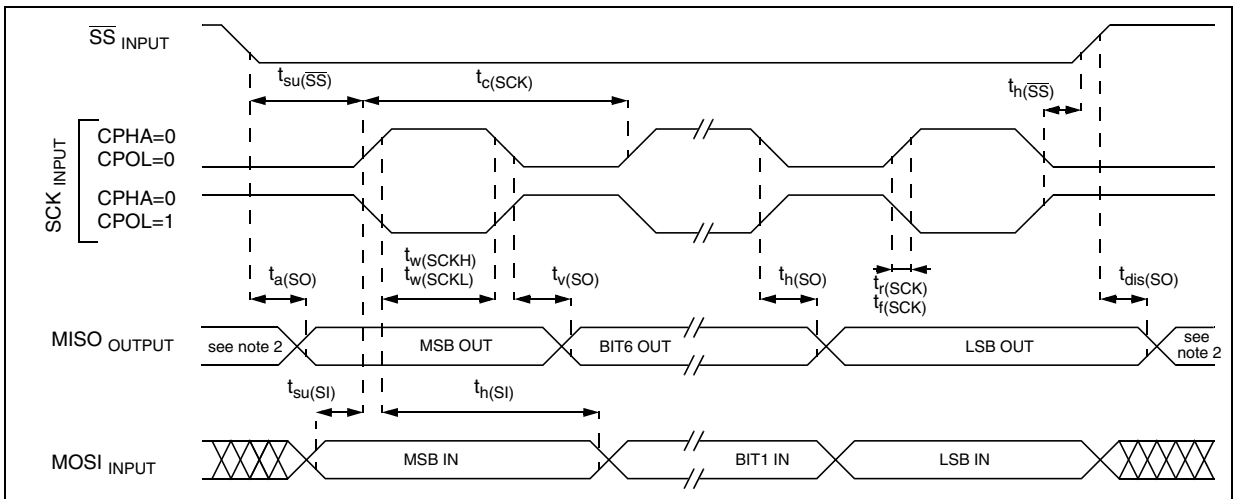 SS INPUT
tsu(SS)
tc(SCK)
th(SS)
SCK INPUT
CPHA=0
CPOL=0
CPHA=0
CPOL=1
ta(SO)
tw(SCKH)
tw(SCKL)
tv(SO)
th(SO)
tr(SCK)
tf(SCK)
tdis(SO)
MISO OUTPUT
see note 2
MSB OUT
BIT6 OUT
LSB OUT
see
note 2
tsu(SI)
th(SI)
MOSI INPUT
MSB IN
BIT1 IN
LSB IN